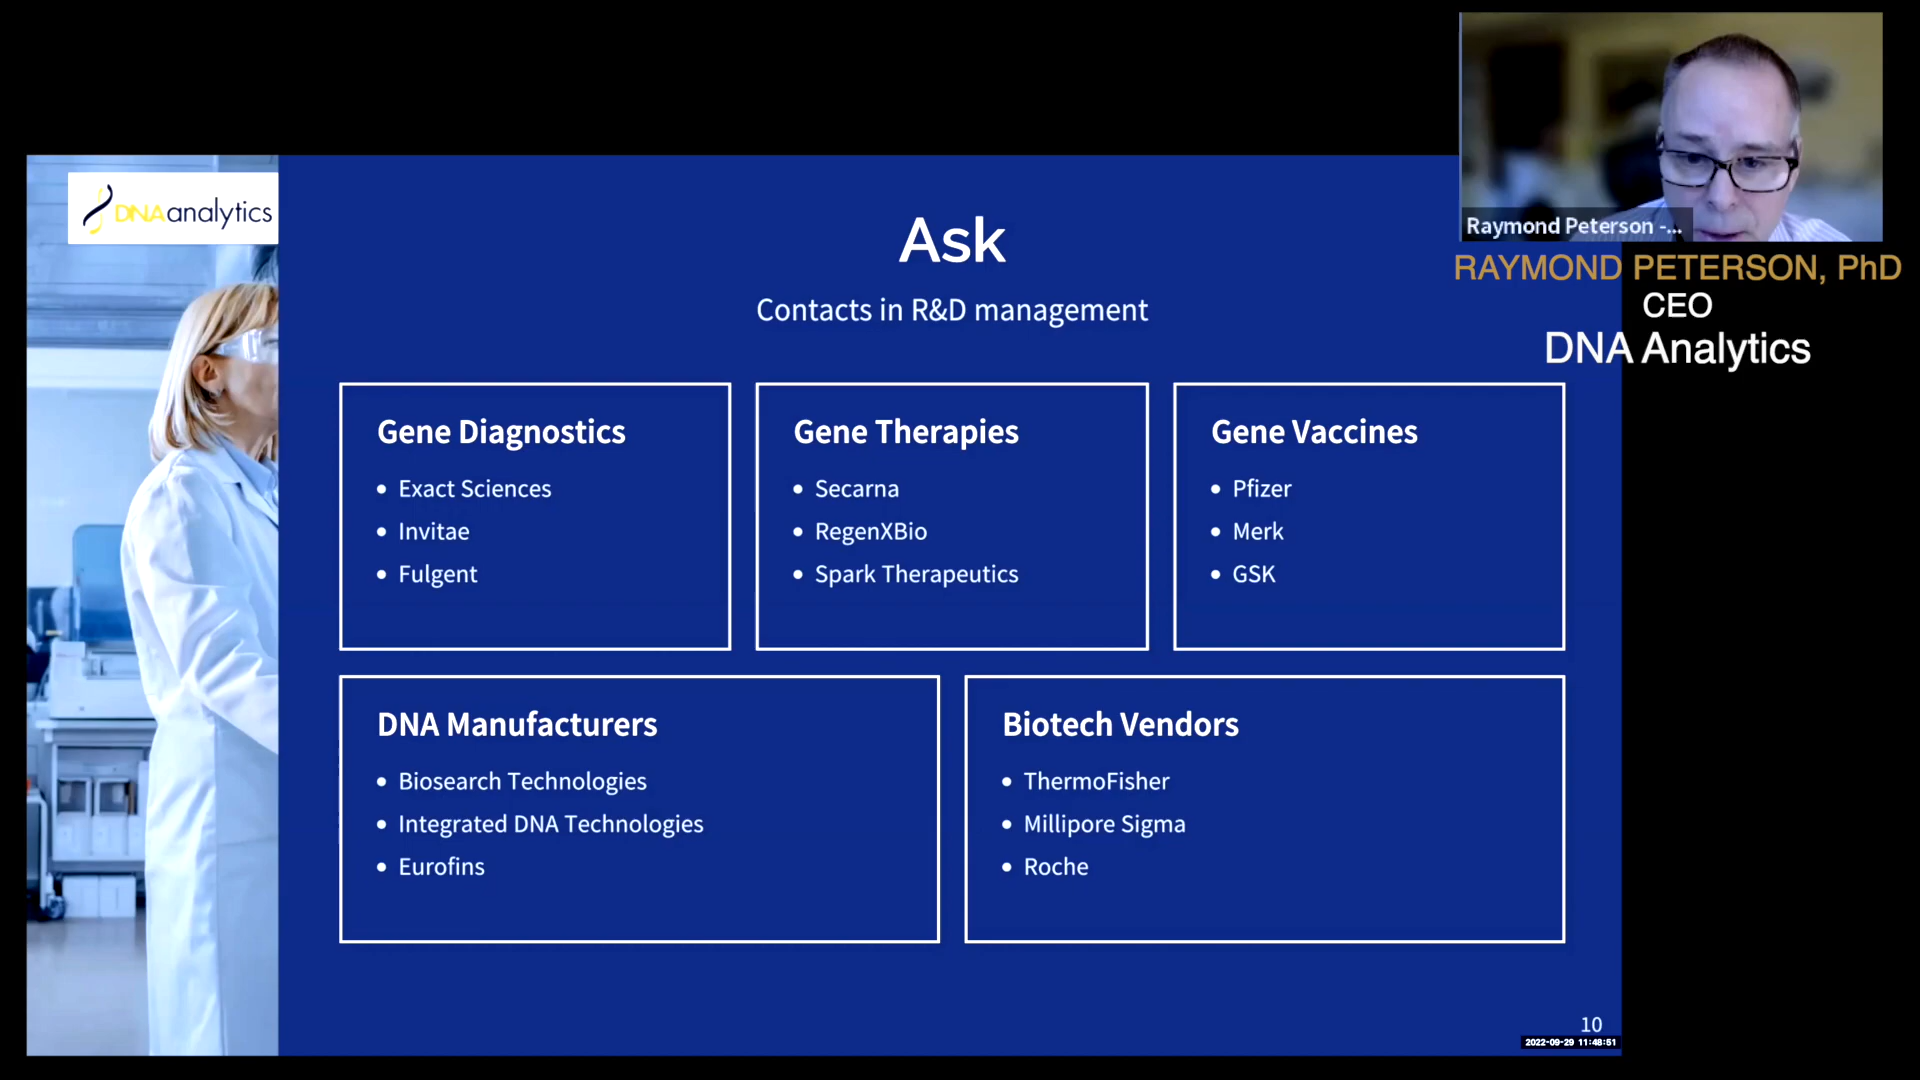 DNAanalytics
Ask
Contacts in R&D management
Raymond Peterson -...
RAYMOND PETERSON, PhD
CEO
DNA Analytics
Gene Diagnostics
• Exact Sciences
• Invitae
• Fulgent
Gene Therapies
• Secarna
• RegenXBio
• Spark Therapeutics
Gene Vaccines
• Pfizer
• Merk
• GSK
DNA Manufacturers
• Biosearch Technologies
• Integrated DNA Technologies
• Eurofins
Biotech Vendors
• ThermoFisher
• Millipore Sigma
• Roche
10
2022-09-29 11:48:51